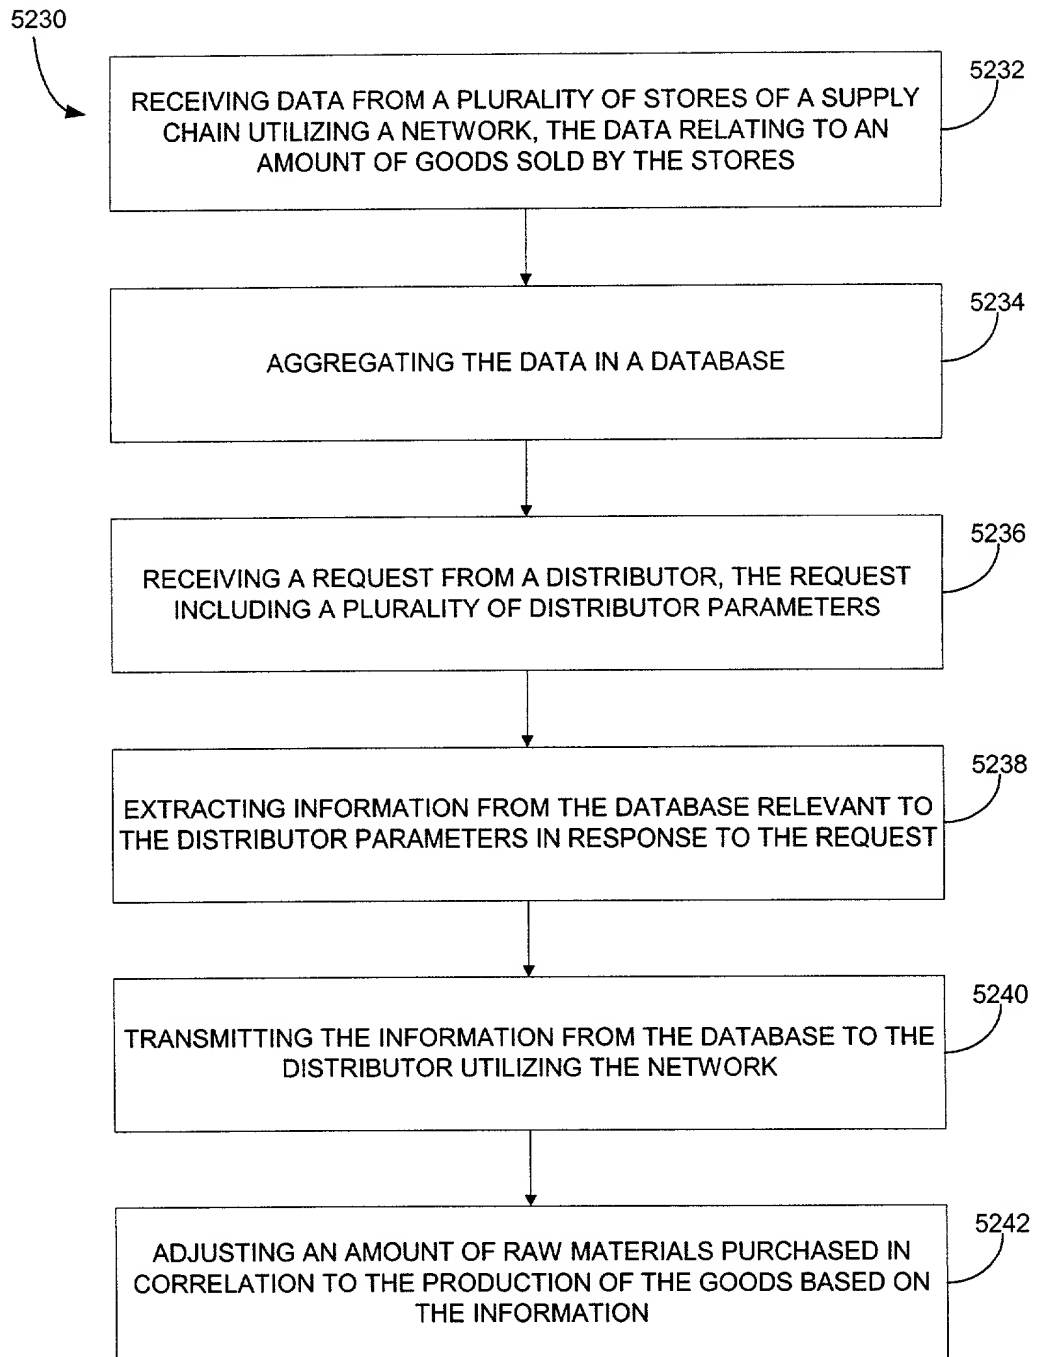 5230
5232
RECEIVING DATA FROM A PLURALITY OF STORES OF A SUPPLY
CHAIN UTILIZING A NETWORK, THE DATA RELATING TO AN
AMOUNT OF GOODS SOLD BY THE STORES
5234
AGGREGATING THE DATA IN A DATABASE
5236
RECEIVING A REQUEST FROM A DISTRIBUTOR, THE REQUEST
INCLUDING A PLURALITY OF DISTRIBUTOR PARAMETERS
5238
EXTRACTING INFORMATION FROM THE DATABASE RELEVANT TO
THE DISTRIBUTOR PARAMETERS IN RESPONSE TO THE REQUEST
5240
TRANSMITTING THE INFORMATION FROM THE DATABASE TO THE
DISTRIBUTOR UTILIZING THE NETWORK
5242
ADJUSTING AN AMOUNT OF RAW MATERIALS PURCHASED IN
CORRELATION TO THE PRODUCTION OF THE GOODS BASED ON
THE INFORMATION